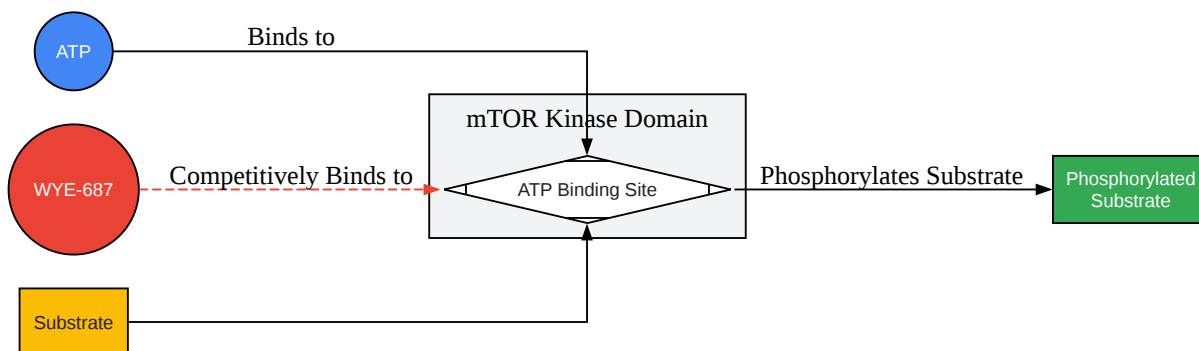 ATP
Binds to
mTOR Kinase Domain
WYE-687
Competitively Binds to
ATP Binding Site
Phosphorylates Substrate
Phosphorylated
Substrate
Substrate